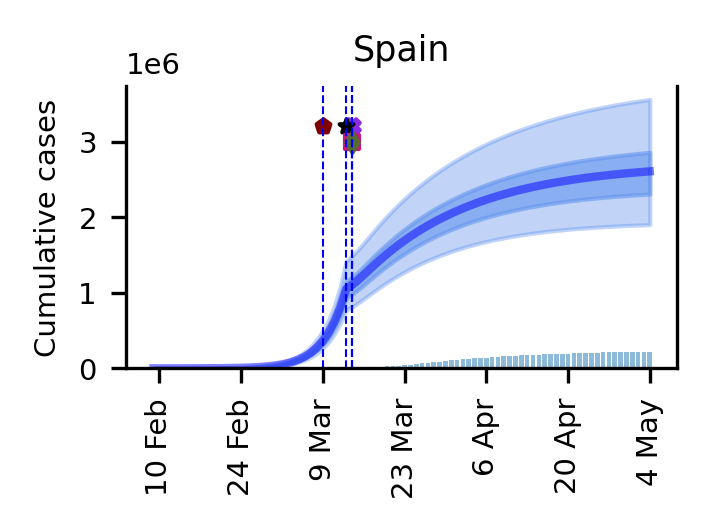 Spain
1e6
Cumulative cases
3
2
1
0
10 Feb
24 Feb
9 Mar
23 Mar
6 Apr
20 Apr
4 May